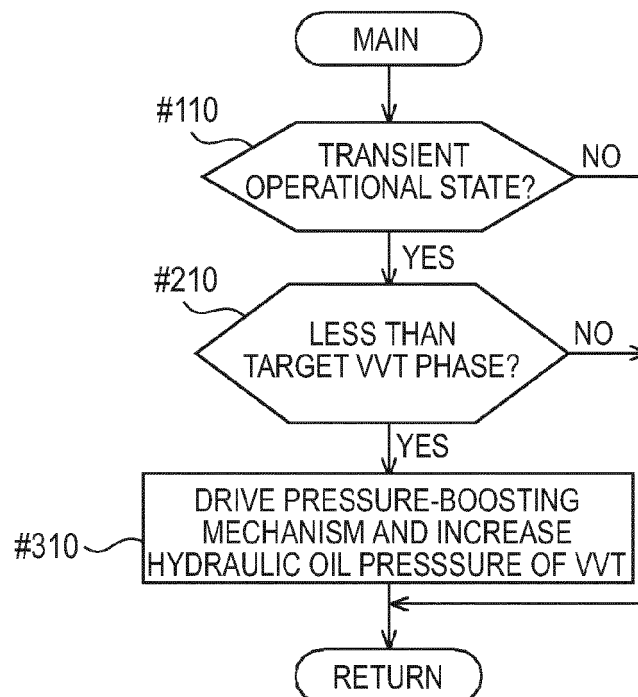 MAIN
#110
TRANSIENT
OPERATIONAL STATE?
NO
YES
#210
LESS THAN
TARGET VVT PHASE?
NO
YES
#310
DRIVE PRESSURE-BOOSTING
MECHANISM AND INCREASE
HYDRAULIC OIL PRESSSURE OF VVT
RETURN